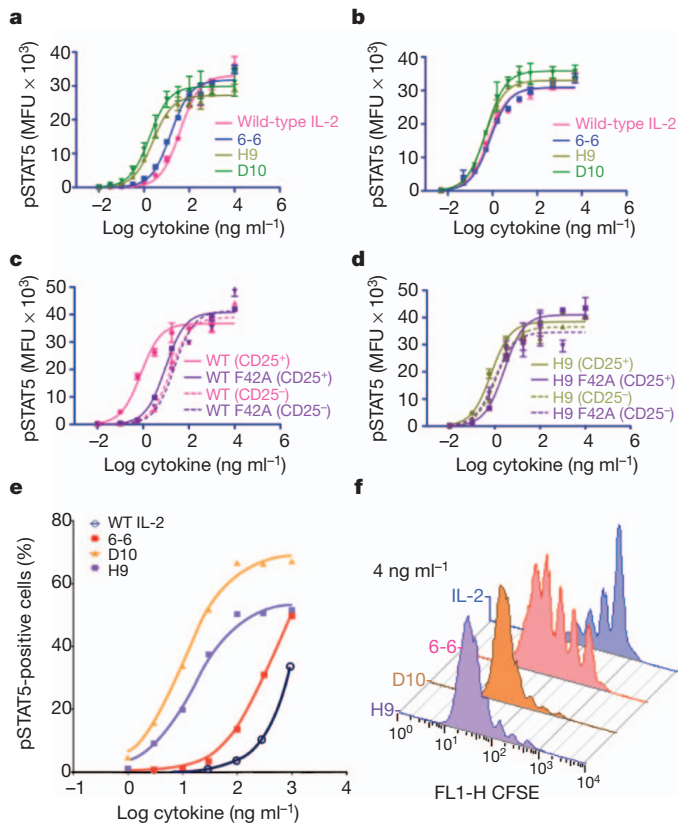 a
pSTAT5 (MFU × 10³)
40
30
20
10
0
Wild-type IL-2
6-6
H9
D10
−2 0 2 4 6
Log cytokine (ng ml⁻¹)
b
pSTAT5 (MFU × 10³)
40
30
20
10
0
Wild-type IL-2
6-6
H9
D10
−2 0 2 4 6
Log cytokine (ng ml⁻¹)
c
pSTAT5 (MFU × 10³)
50
40
30
20
10
0
WT (CD25⁺)
WT F42A (CD25⁺)
WT (CD25⁻)
WT F42A (CD25⁻)
−2 0 2 4 6
Log cytokine (ng ml⁻¹)
d
pSTAT5 (MFU × 10³)
50
40
30
20
10
0
H9 (CD25⁺)
H9 F42A (CD25⁺)
H9 (CD25⁻)
H9 F42A (CD25⁻)
−2 0 2 4 6
Log cytokine (ng ml⁻¹)
e
pSTAT5-positive cells (%)
80
60
40
20
0
WT IL-2
6-6
D10
H9
−1 0 1 2 3 4
Log cytokine (ng ml⁻¹)
f
4 ng ml⁻¹
IL-2
6-6
D10
H9
10⁰ 10¹ 10² 10³ 10⁴
FL1-H CFSE